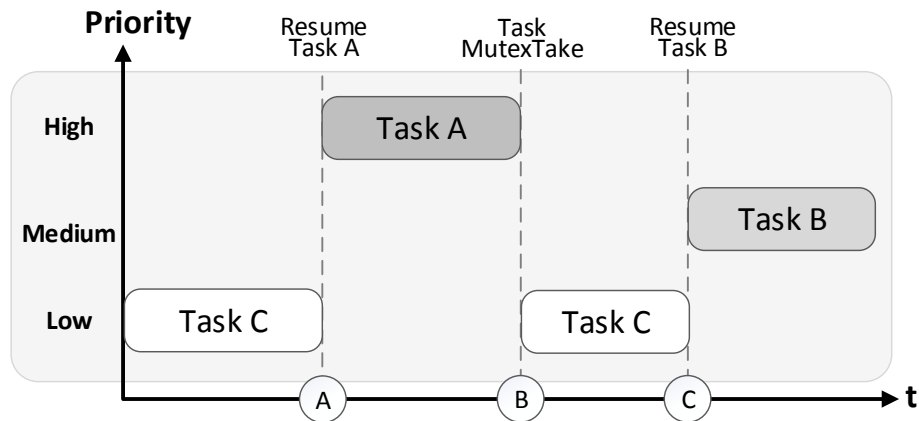 Priority
Resume
Task A
Task
MutexTake
Resume
Task B
High
Task A
Medium
Task B
Low
Task C
Task C
A
B
C
t